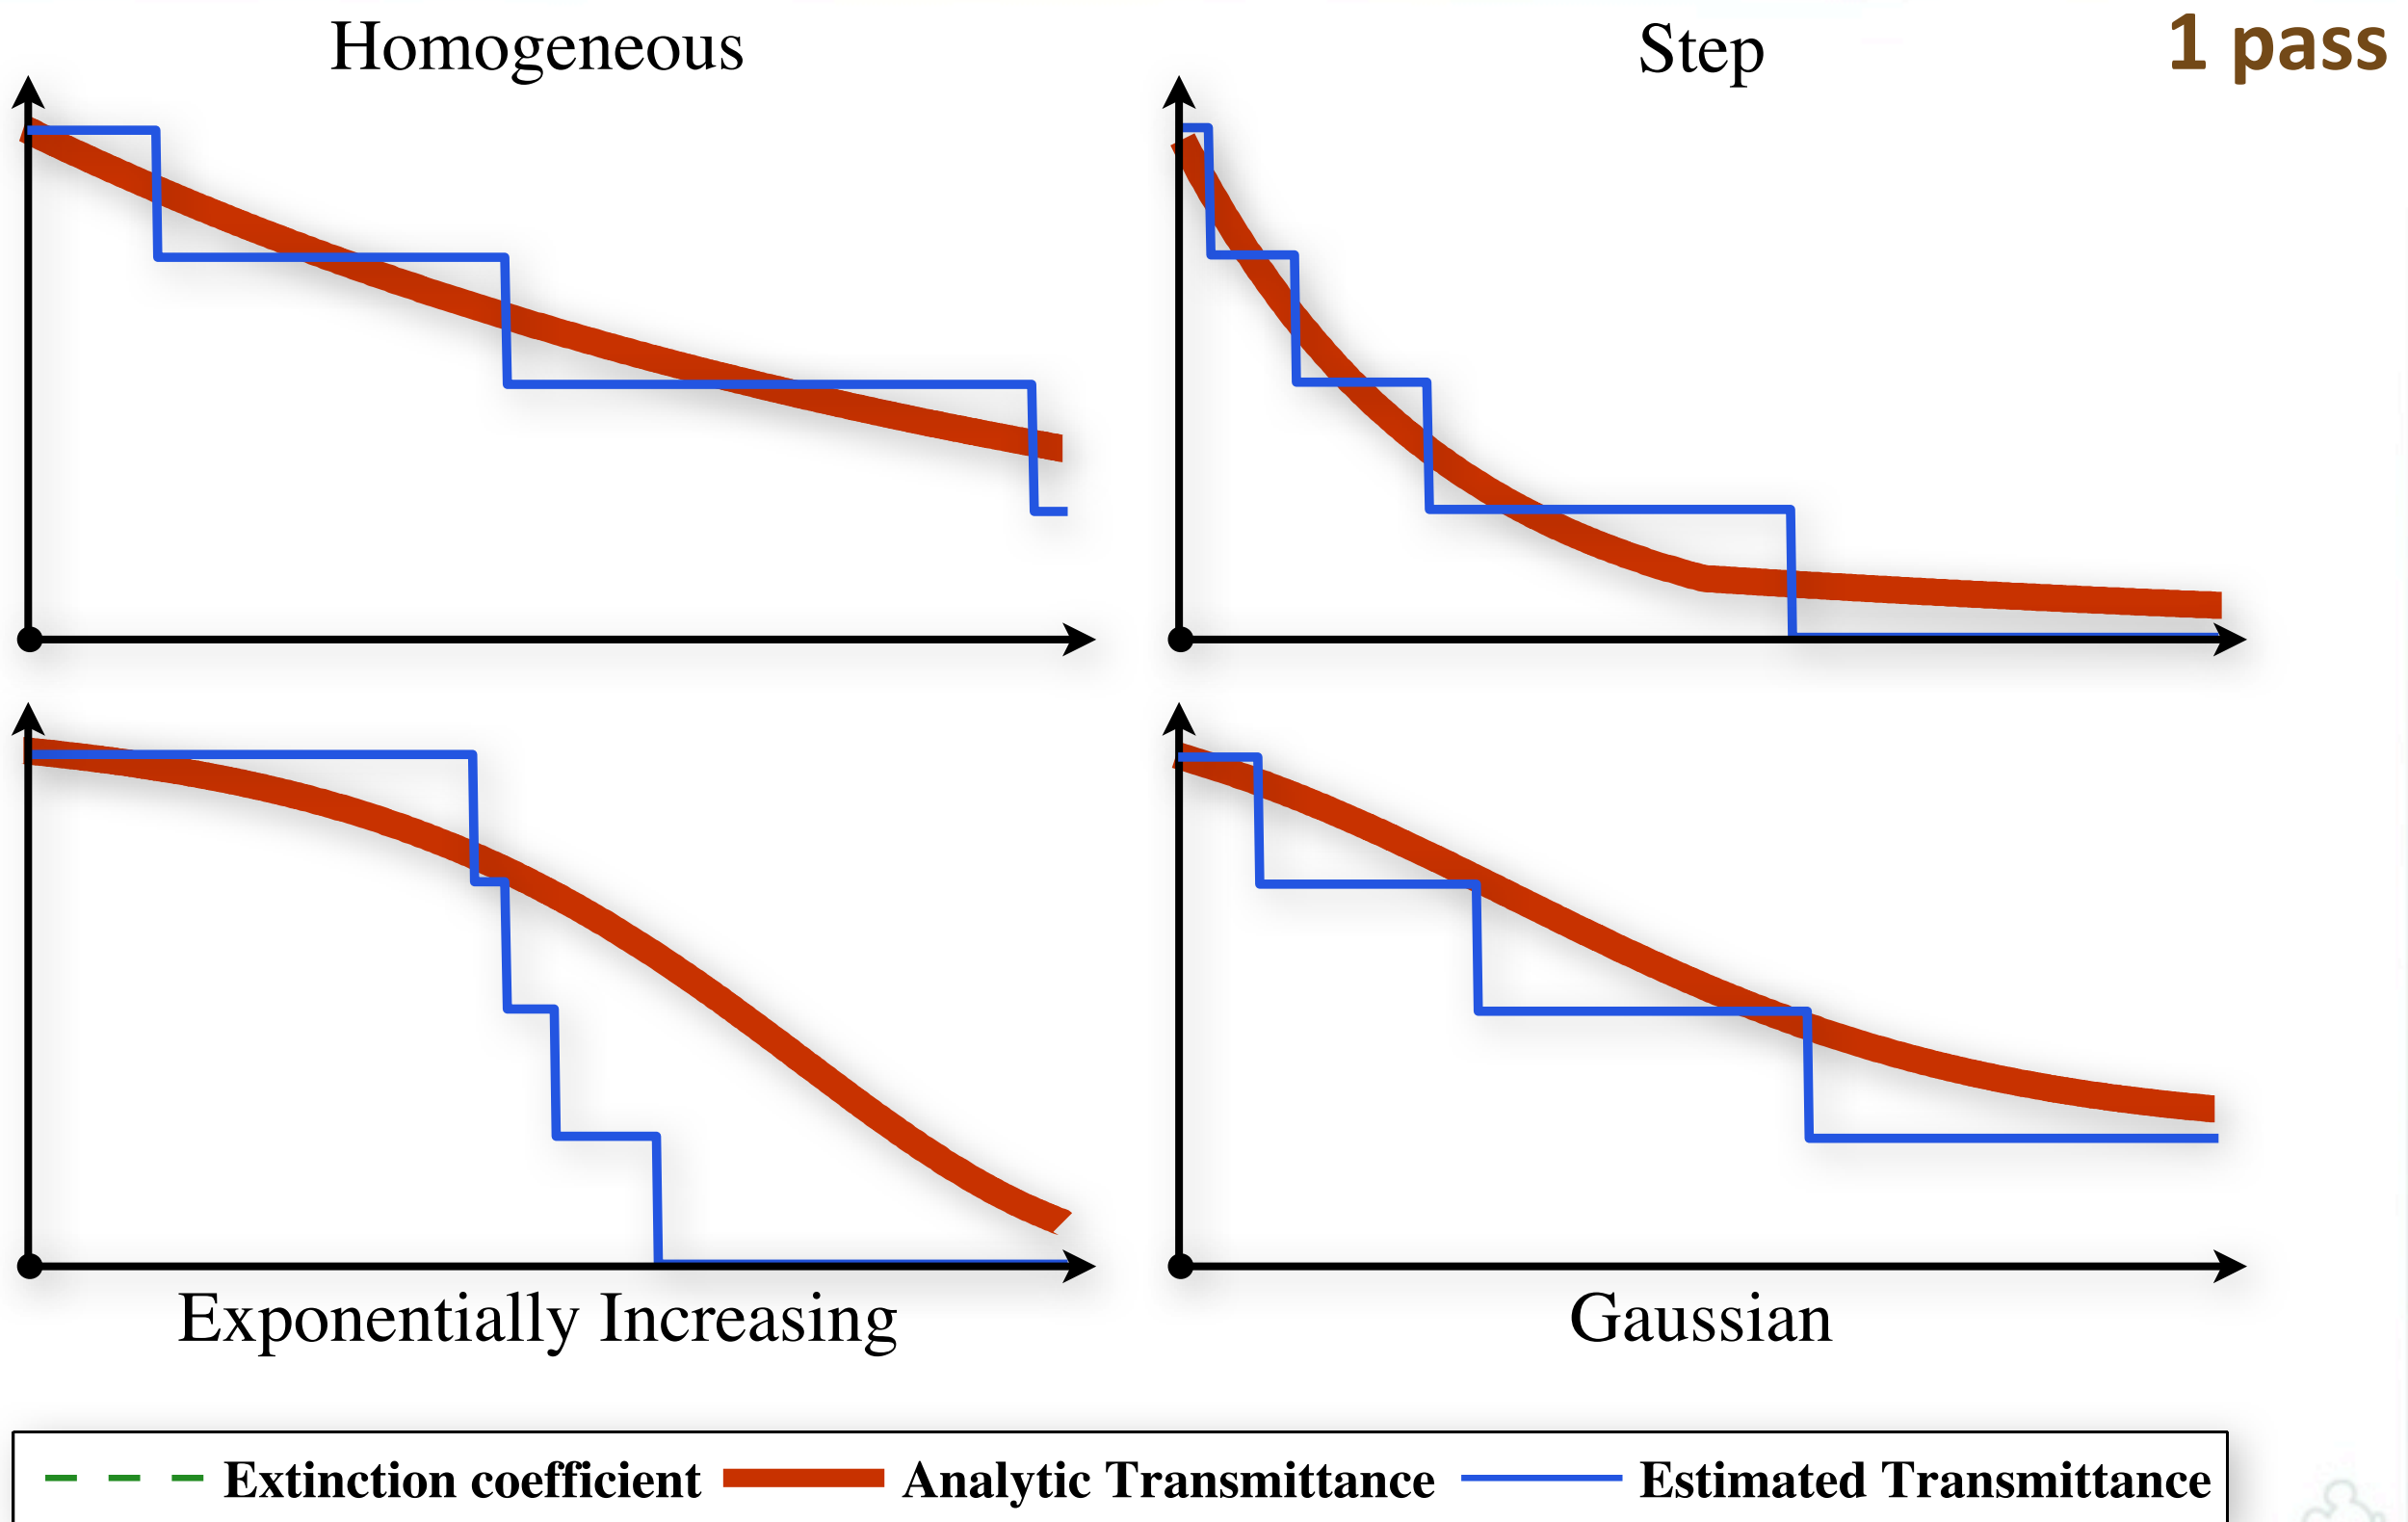 Homogeneous
Step
1 pass
Exponentially Increasing
Gaussian
Extinction coefficient
Analytic Transmittance
Estimated Transmittance